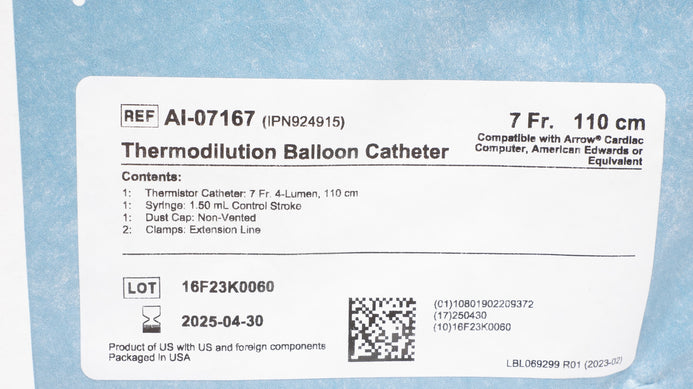 REF AI-07167 (IPN924915)
7 Fr. 110 cm
Compatible with Arrow® Cardiac
Computer, American Edwards or
Equivalent
Thermodilution Balloon Catheter
Contents:
1: Thermistor Catheter: 7 Fr. 4-Lumen, 110 cm
1: Syringe: 1.50 mL Control Stroke
1: Dust Cap: Non-Vented
2: Clamps: Extension Line
LOT 16F23K0060
2025-04-30
(01)10801902209372
(17)250430
(10)16F23K0060
Product of US with US and foreign components
Packaged in USA
LBL069299 R01 (2023-02)